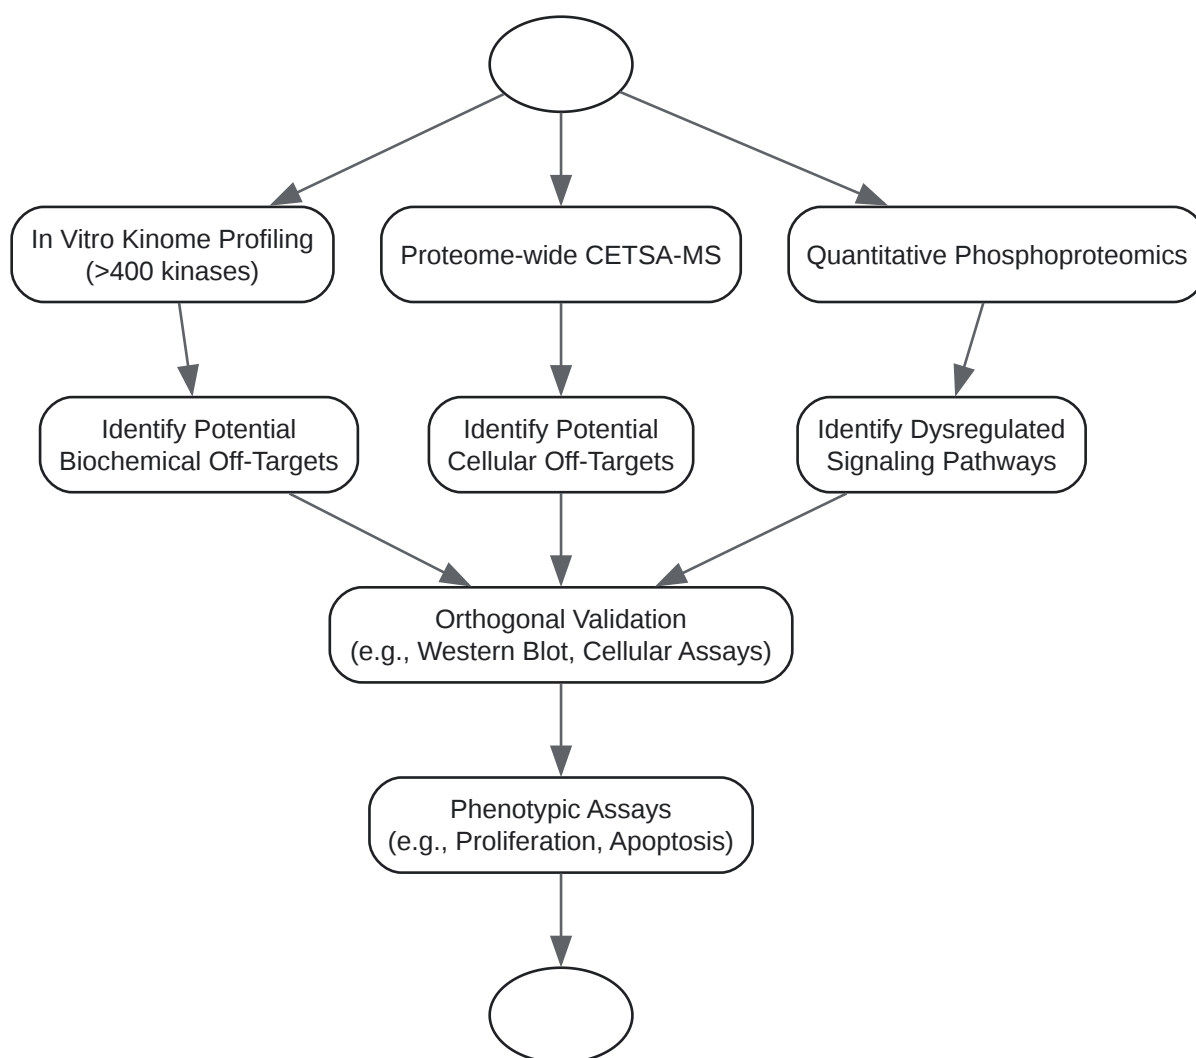 In Vitro Kinome Profiling
(>400 kinases)
Proteome-wide CETSA-MS
Quantitative Phosphoproteomics
Identify Potential
Biochemical Off-Targets
Identify Potential
Cellular Off-Targets
Identify Dysregulated
Signaling Pathways
Orthogonal Validation
(e.g., Western Blot, Cellular Assays)
Phenotypic Assays
(e.g., Proliferation, Apoptosis)